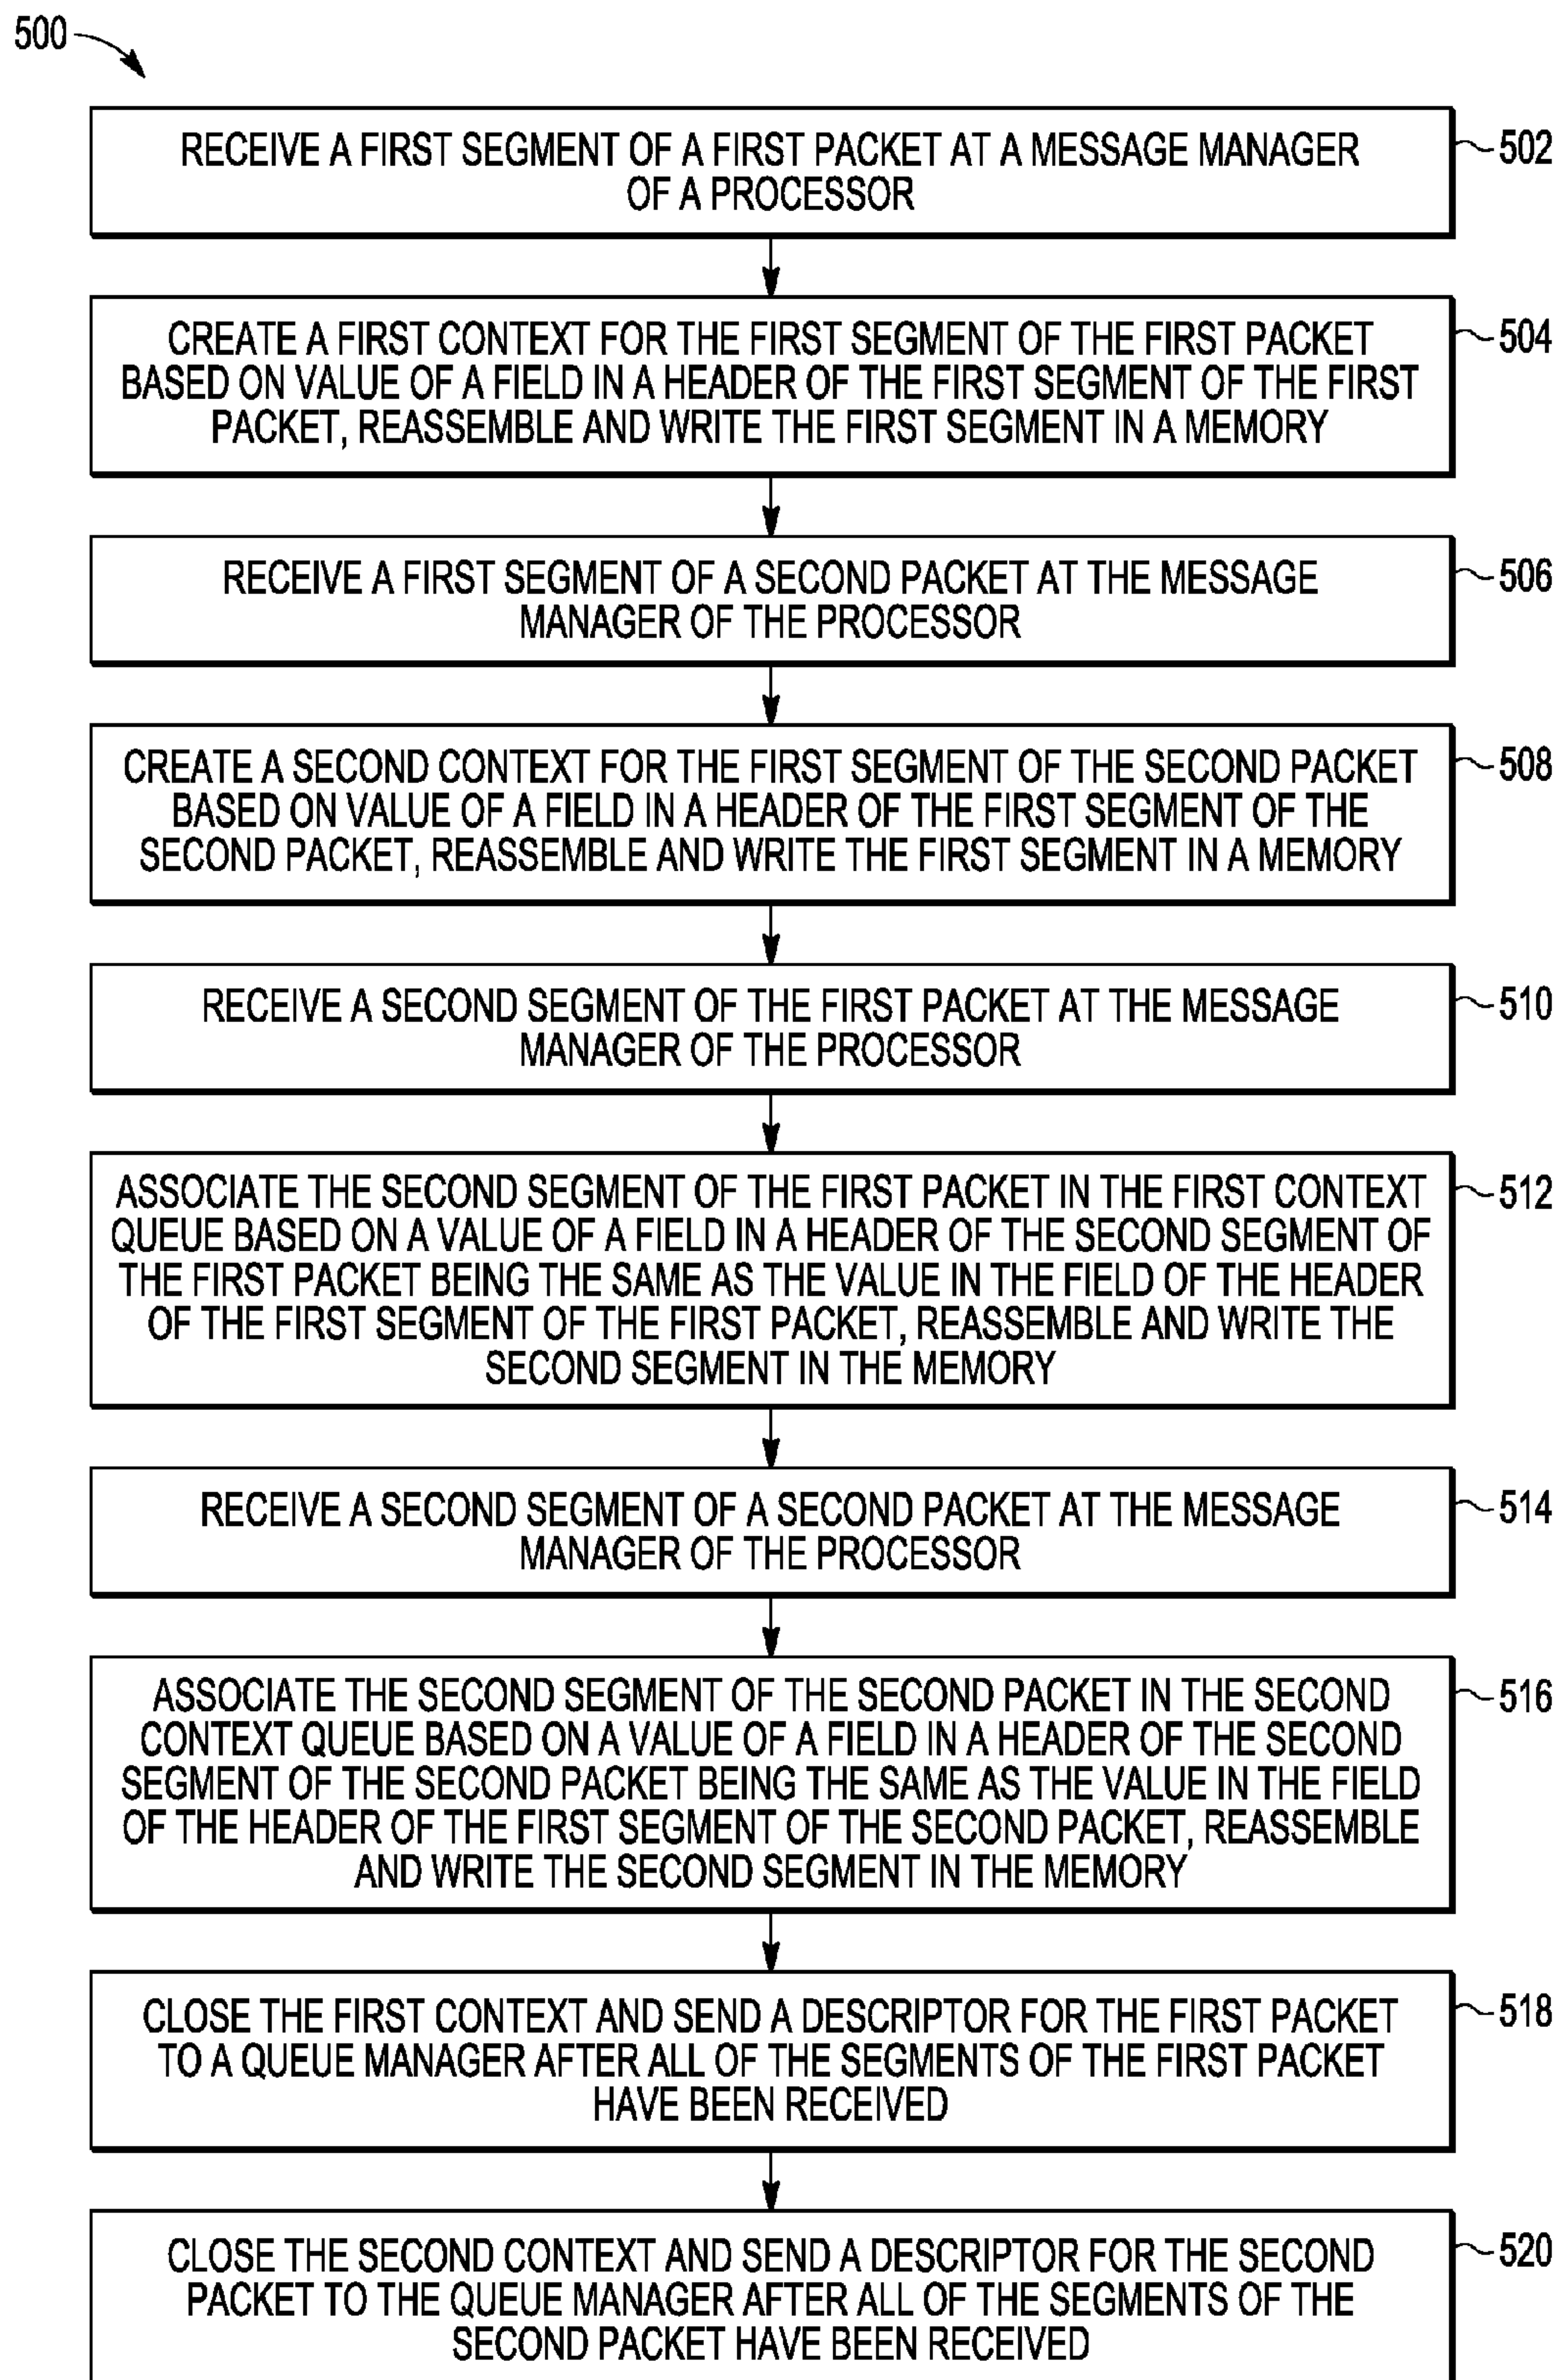 500
RECEIVE A FIRST SEGMENT OF A FIRST PACKET AT A MESSAGE MANAGER
OF A PROCESSOR
502
CREATE A FIRST CONTEXT FOR THE FIRST SEGMENT OF THE FIRST PACKET
BASED ON VALUE OF A FIELD IN A HEADER OF THE FIRST SEGMENT OF THE FIRST
PACKET, REASSEMBLE AND WRITE THE FIRST SEGMENT IN A MEMORY
504
RECEIVE A FIRST SEGMENT OF A SECOND PACKET AT THE MESSAGE
MANAGER OF THE PROCESSOR
506
CREATE A SECOND CONTEXT FOR THE FIRST SEGMENT OF THE SECOND PACKET
BASED ON VALUE OF A FIELD IN A HEADER OF THE FIRST SEGMENT OF THE
SECOND PACKET, REASSEMBLE AND WRITE THE FIRST SEGMENT IN A MEMORY
508
RECEIVE A SECOND SEGMENT OF THE FIRST PACKET AT THE MESSAGE
MANAGER OF THE PROCESSOR
510
ASSOCIATE THE SECOND SEGMENT OF THE FIRST PACKET IN THE FIRST CONTEXT
QUEUE BASED ON A VALUE OF A FIELD IN A HEADER OF THE SECOND SEGMENT OF
THE FIRST PACKET BEING THE SAME AS THE VALUE IN THE FIELD OF THE HEADER
OF THE FIRST SEGMENT OF THE FIRST PACKET, REASSEMBLE AND WRITE THE
SECOND SEGMENT IN THE MEMORY
512
RECEIVE A SECOND SEGMENT OF A SECOND PACKET AT THE MESSAGE
MANAGER OF THE PROCESSOR
514
ASSOCIATE THE SECOND SEGMENT OF THE SECOND PACKET IN THE SECOND
CONTEXT QUEUE BASED ON A VALUE OF A FIELD IN A HEADER OF THE SECOND
SEGMENT OF THE SECOND PACKET BEING THE SAME AS THE VALUE IN THE FIELD
OF THE HEADER OF THE FIRST SEGMENT OF THE SECOND PACKET, REASSEMBLE
AND WRITE THE SECOND SEGMENT IN THE MEMORY
516
CLOSE THE FIRST CONTEXT AND SEND A DESCRIPTOR FOR THE FIRST PACKET
TO A QUEUE MANAGER AFTER ALL OF THE SEGMENTS OF THE FIRST PACKET
HAVE BEEN RECEIVED
518
CLOSE THE SECOND CONTEXT AND SEND A DESCRIPTOR FOR THE SECOND
PACKET TO THE QUEUE MANAGER AFTER ALL OF THE SEGMENTS OF THE
SECOND PACKET HAVE BEEN RECEIVED
520